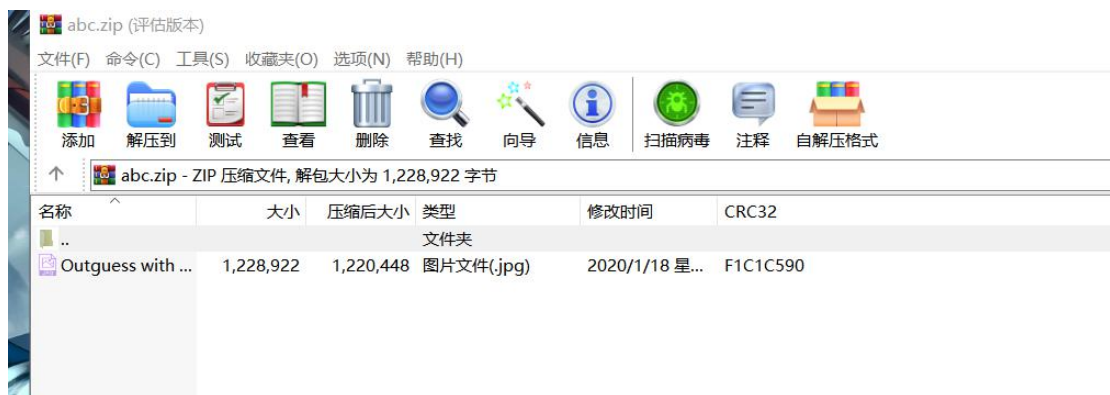 abc.zip (评估版本)
文件(F) 命令(C) 工具(S) 收藏夹(O) 选项(N) 帮助(H)
添加 解压到 测试 查看 删除 查找 向导 信息 扫描病毒 注释 自解压格式
abc.zip - ZIP 压缩文件, 解包大小为 1,228,922 字节
名称 大小 压缩后大小 类型 修改时间 CRC32
.. 文件夹
Outguess with ... 1,228,922 1,220,448 图片文件(.jpg) 2020/1/18 星... F1C1C590